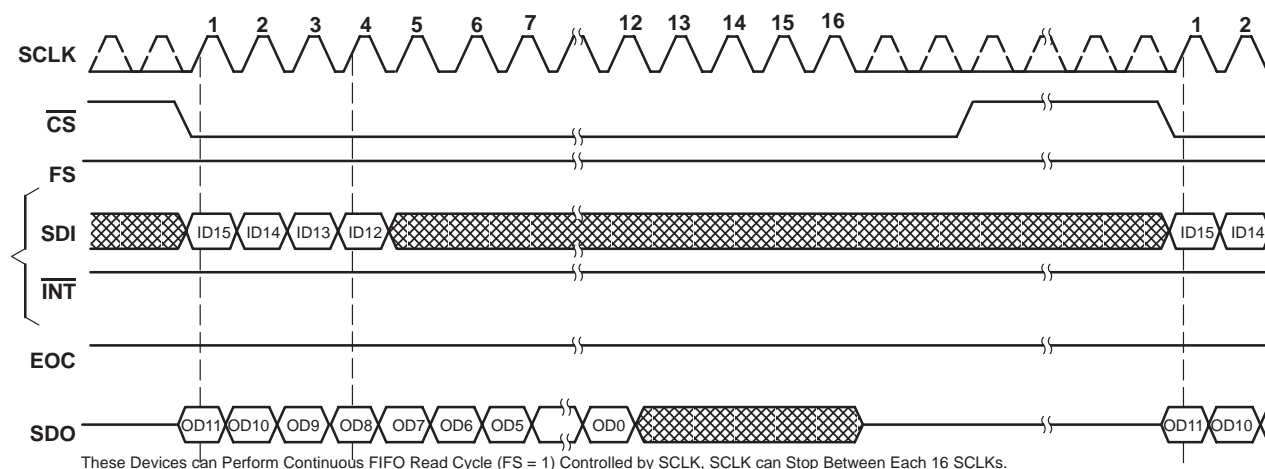 1 2 3 4 5 6 7 12 13 14 15 16 1 2
SCLK
CS
FS
SDI ID15 ID14 ID13 ID12 ID15 ID14
INT
EOC
SDO OD11 OD10 OD9 OD8 OD7 OD6 OD5 OD0 OD11 OD10
These Devices can Perform Continuous FIFO Read Cycle (FS = 1) Controlled by SCLK, SCLK can Stop Between Each 16 SCLKs.